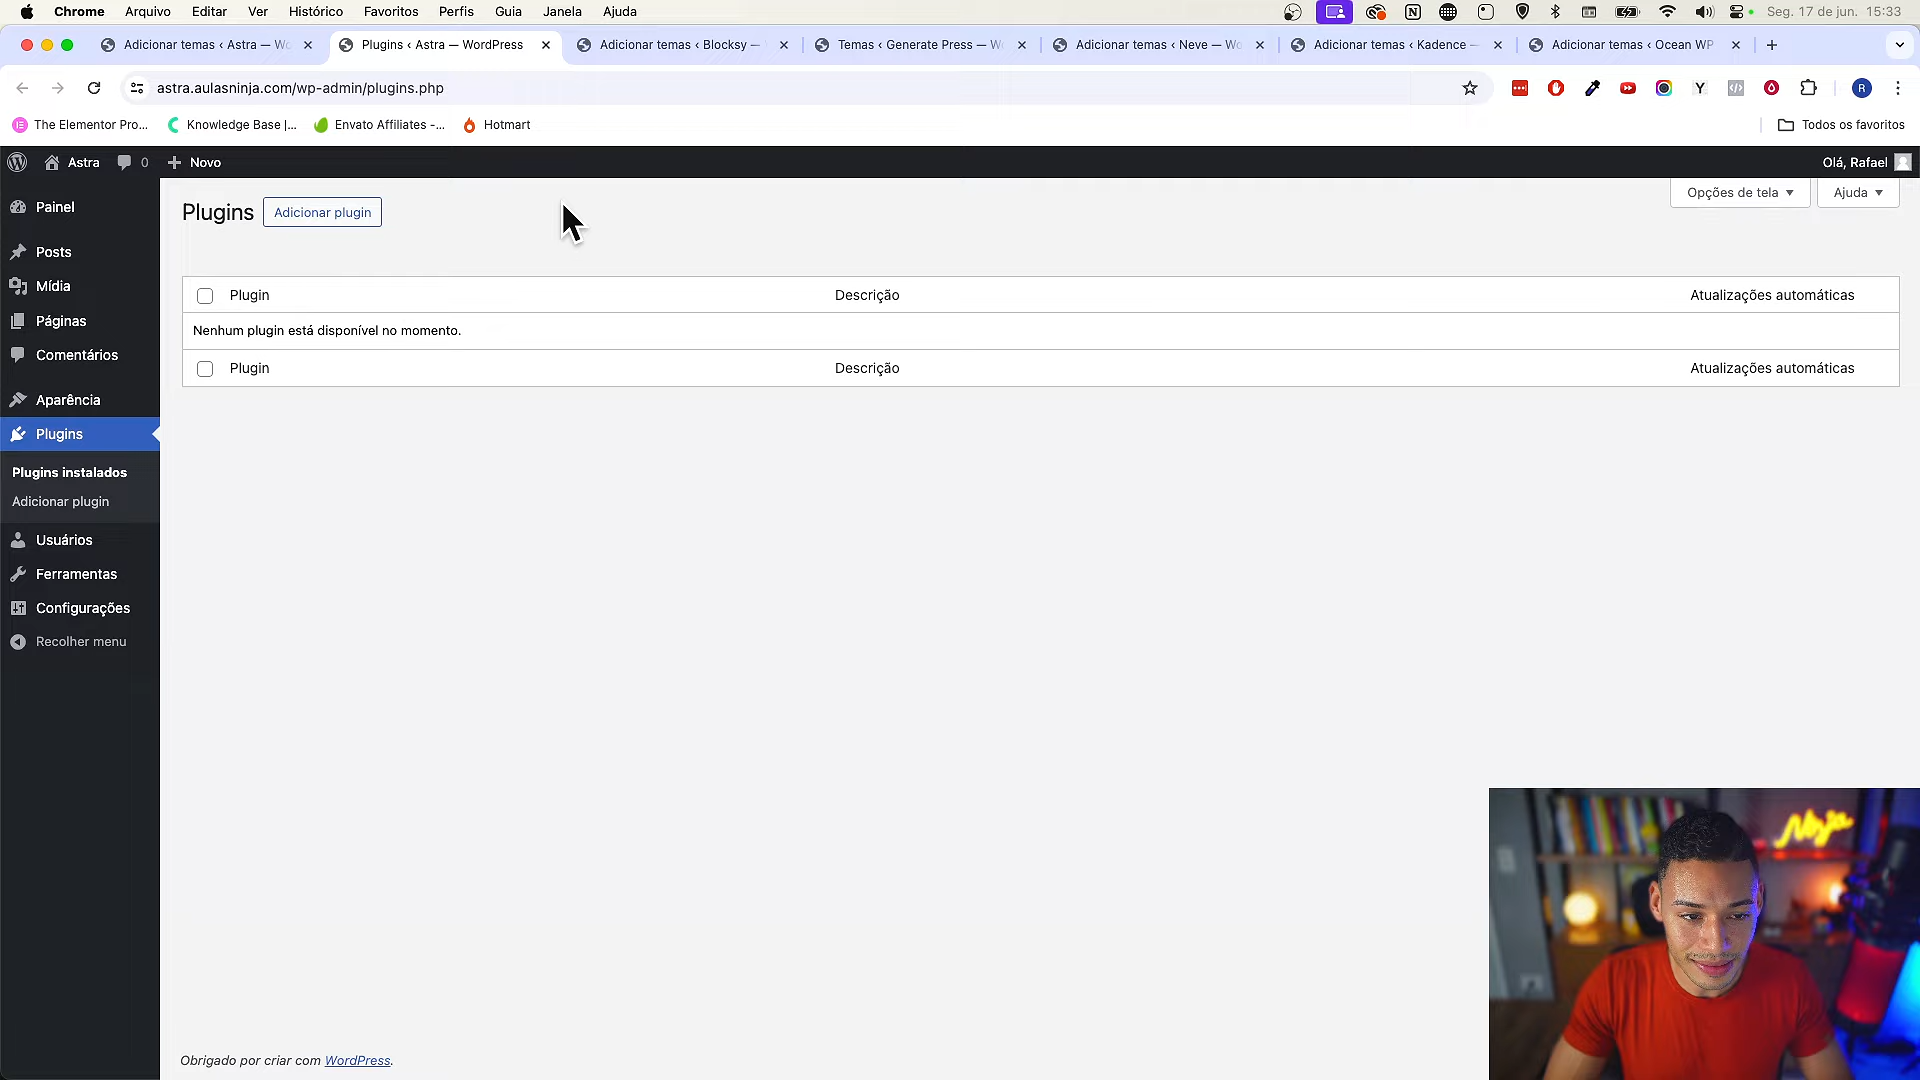 Chrome Arquivo Editar Ver Histórico Favoritos Perfis Guia Janela Ajuda Seg. 17 de jun. 15:33
Adicionar temas ‹ Astra — Wo
Plugins ‹ Astra — WordPress
Adicionar temas ‹ Blocksy —
Temas ‹ Generate Press — W
Adicionar temas ‹ Neve — Wo
Adicionar temas ‹ Kadence —
Adicionar temas ‹ Ocean WP
astra.aulasninja.com/wp-admin/plugins.php
Y
R
The Elementor Pro...
Knowledge Base |...
Envato Affiliates -...
Hotmart
Todos os favoritos
Astra
0
Novo
Olá, Rafael
Painel
Posts
Mídia
Páginas
Comentários
Aparência
Plugins
Plugins instalados
Adicionar plugin
Usuários
Ferramentas
Configurações
Recolher menu
Plugins
Adicionar plugin
Opções de tela
Ajuda
Plugin Descrição Atualizações automáticas
Nenhum plugin está disponível no momento.
Plugin Descrição Atualizações automáticas
Obrigado por criar com WordPress.
Ninja